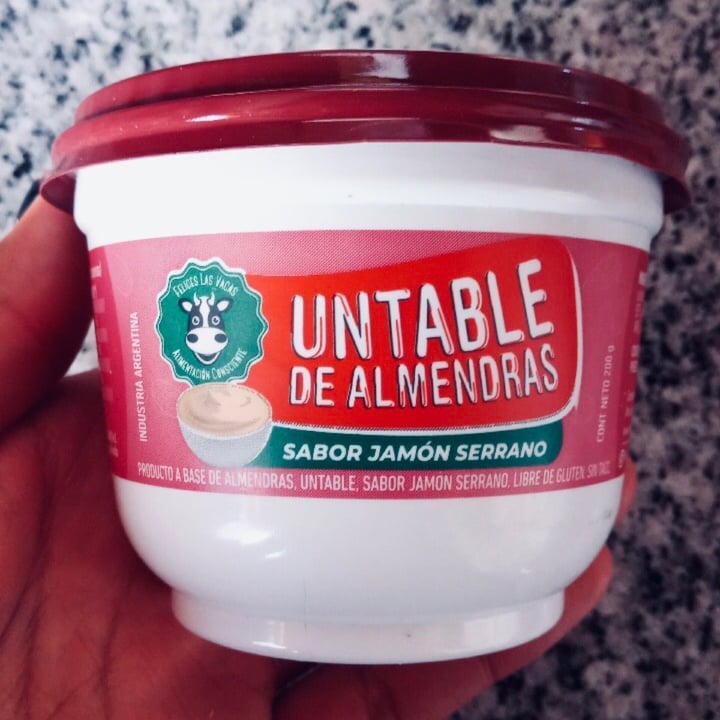 FELICES LAS VACAS
ALIMENTACIÓN CONSCIENTE
UNTABLE
DE ALMENDRAS
SABOR JAMÓN SERRANO
PRODUCTO A BASE DE ALMENDRAS, UNTABLE, SABOR JAMÓN SERRANO. LIBRE DE GLUTEN. SIN TACC.
INDUSTRIA ARGENTINA
CONT. NETO 200 g